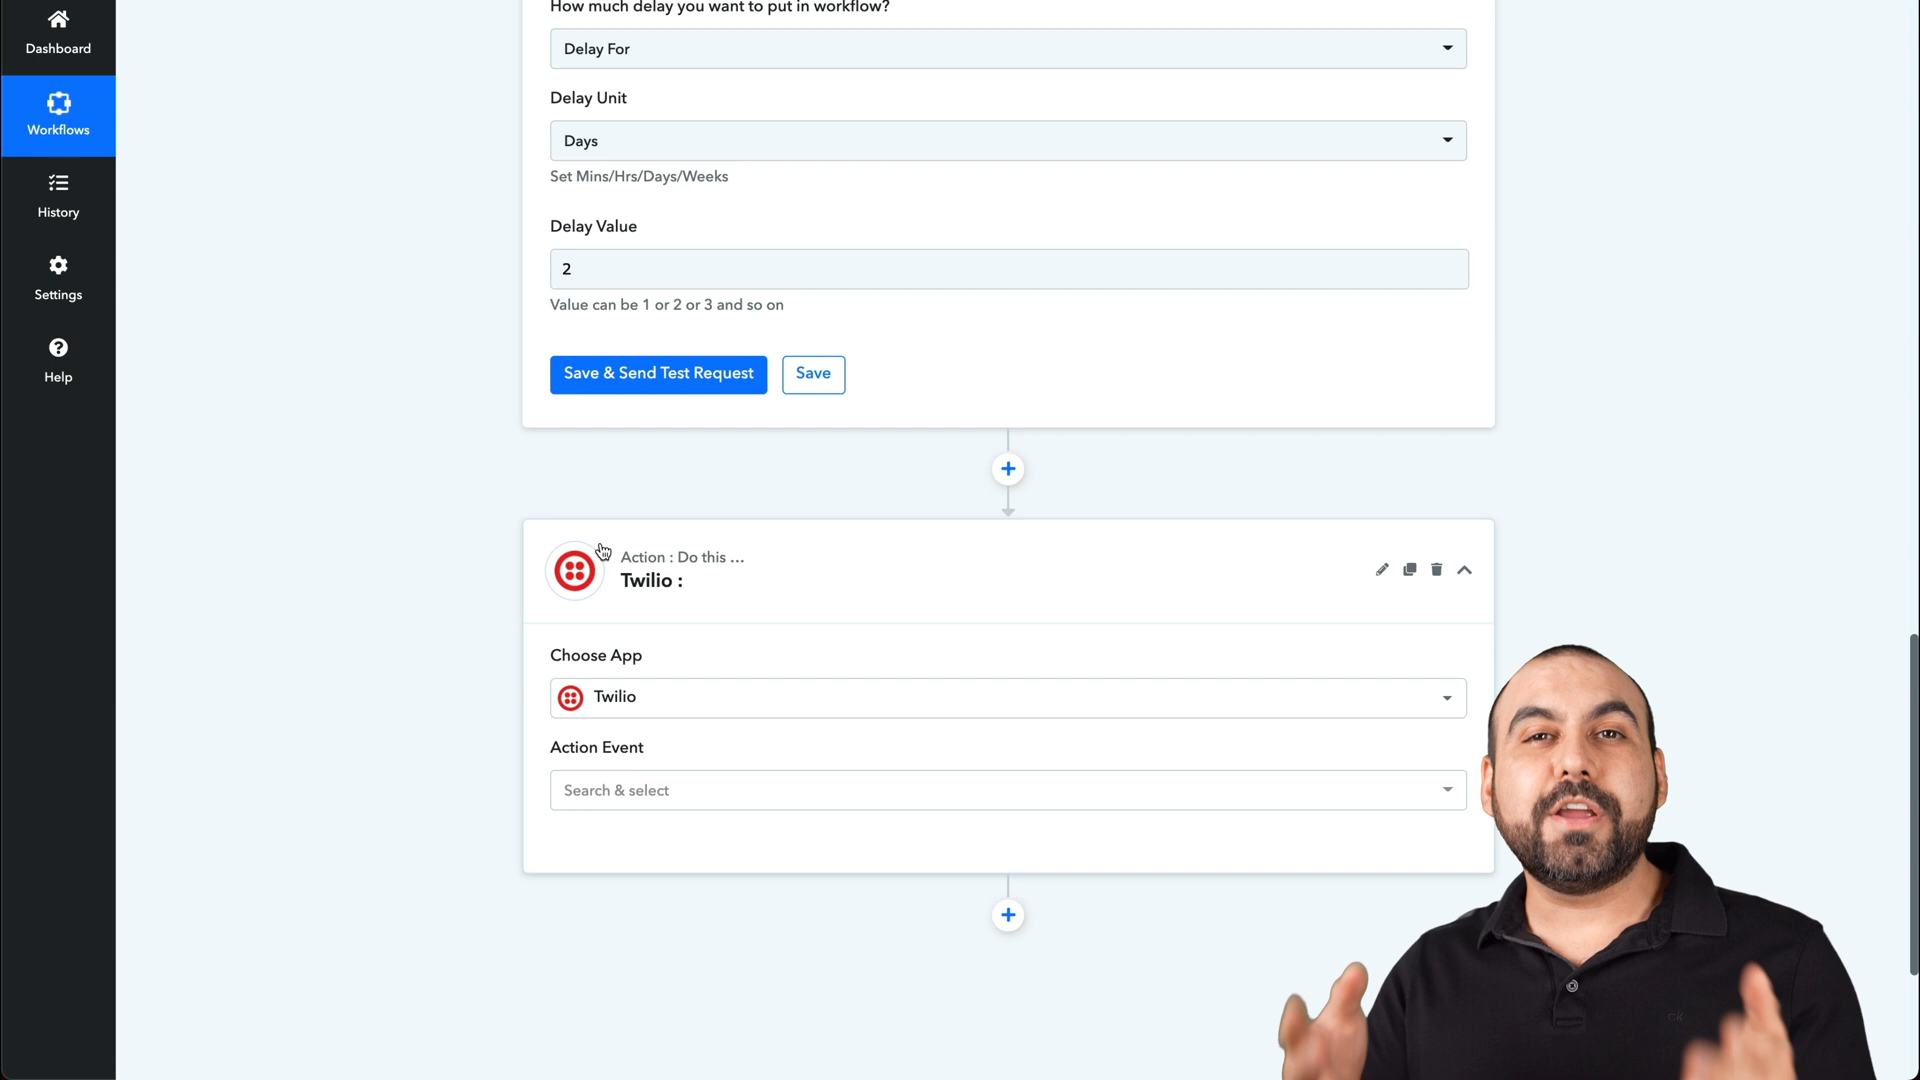 Dashboard
Workflows
History
Settings
Help
How much delay you want to put in workflow?
Delay For
Delay Unit
Days
Set Mins/Hrs/Days/Weeks
Delay Value
2
Value can be 1 or 2 or 3 and so on
Save & Send Test Request
Save
Action : Do this ...
Twilio :
Choose App
Twilio
Action Event
Search & select